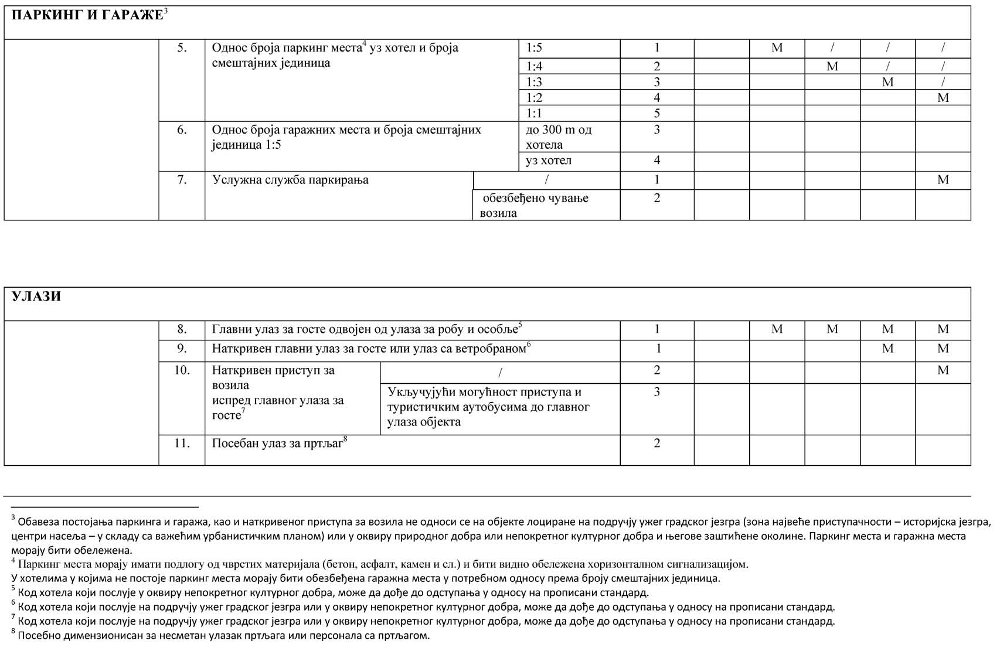 ПАРКИНГ И ГАРАЖЕ3
5. Однос броја паркинг места4 уз хотел и броја 1:5 1 М / / /
смештајних јединица
1:4 2 М / /
1:3 3 М /
1:2 4 М
1:1 5
6. Однос броја гаражних места и броја смештајних до 300 m од 3
јединица 1:5 хотела
уз хотел 4
7. Услужна служба паркирања / 1 М
обезбеђено чување 2
возила
УЛАЗИ
8. Главни улаз за госте одвојен од улаза за робу и особље5 1 М М М М
9. Наткривен главни улаз за госте или улаз са ветробраном6 1 М М
10. Наткривен приступ за / 2 М
возила
испред главног улаза за
госте7
Укључујући могућност приступа и 3
туристичким аутобусима до главног
улаза објекта
11. Посебан улаз за пртљаг8 2
3 Обавеза постојања паркинга и гаража, као и наткривеног приступа за возила не односи се на објекте лоциране на подручју ужег градског језгра (зона највеће приступачности – историјска језгра,
центри насеља – у складу са важећим урбанистичким планом) или у оквиру природног добра или непокретног културног добра и његове заштићене околине. Паркинг места и гаражна места
морају бити обележена.
4 Паркинг места морају имати подлогу од чврстих материјала (бетон, асфалт, камен и сл.) и бити видно обележена хоризонталном сигнализацијом.
У хотелима у којима не постоје паркинг места морају бити обезбеђена гаражна места у потребном односу према броју смештајних јединица.
5 Код хотела који послује у оквиру непокретног културног добра, може да дође до одступања у односу на прописани стандард.
6 Код хотела који послује на подручју ужег градског језгра или у оквиру непокретног културног добра, може да дође до одступања у односу на прописани стандард.
7 Код хотела који послује на подручју ужег градског језгра или у оквиру непокретног културног добра, може да дође до одступања у односу на прописани стандард.
8 Посебно димензионисан за несметан улазак пртљага или персонала са пртљагом.